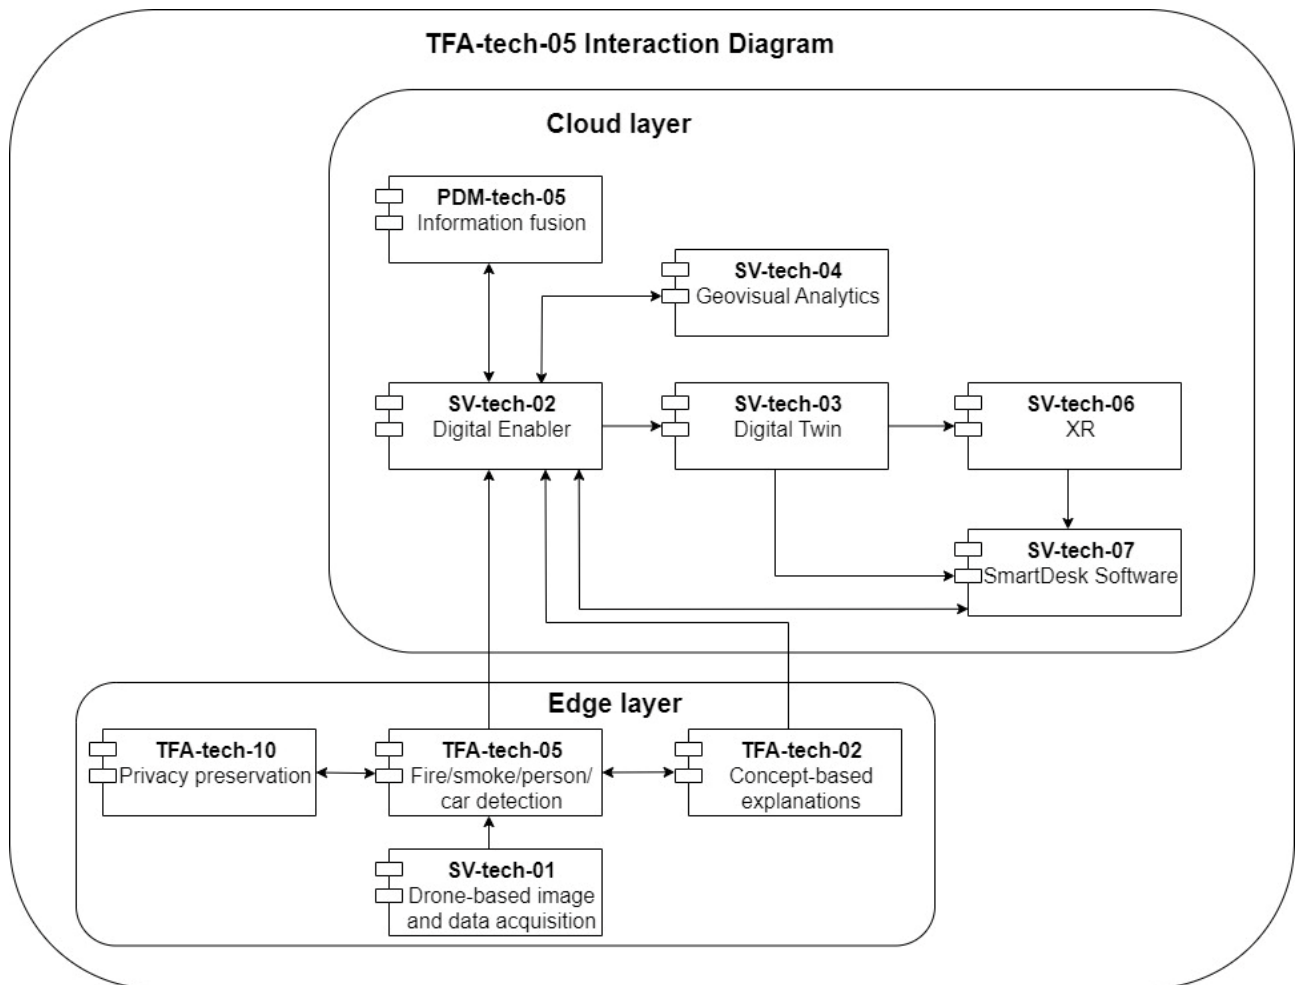 TFA-tech-05 Interaction Diagram
Cloud layer
PDM-tech-05
Information fusion
SV-tech-04
Geovisual Analytics
SV-tech-02
Digital Enabler
SV-tech-03
Digital Twin
SV-tech-06
XR
SV-tech-07
SmartDesk Software
Edge layer
TFA-tech-10
Privacy preservation
TFA-tech-05
Fire/smoke/person/
car detection
TFA-tech-02
Concept-based
explanations
SV-tech-01
Drone-based image
and data acquisition